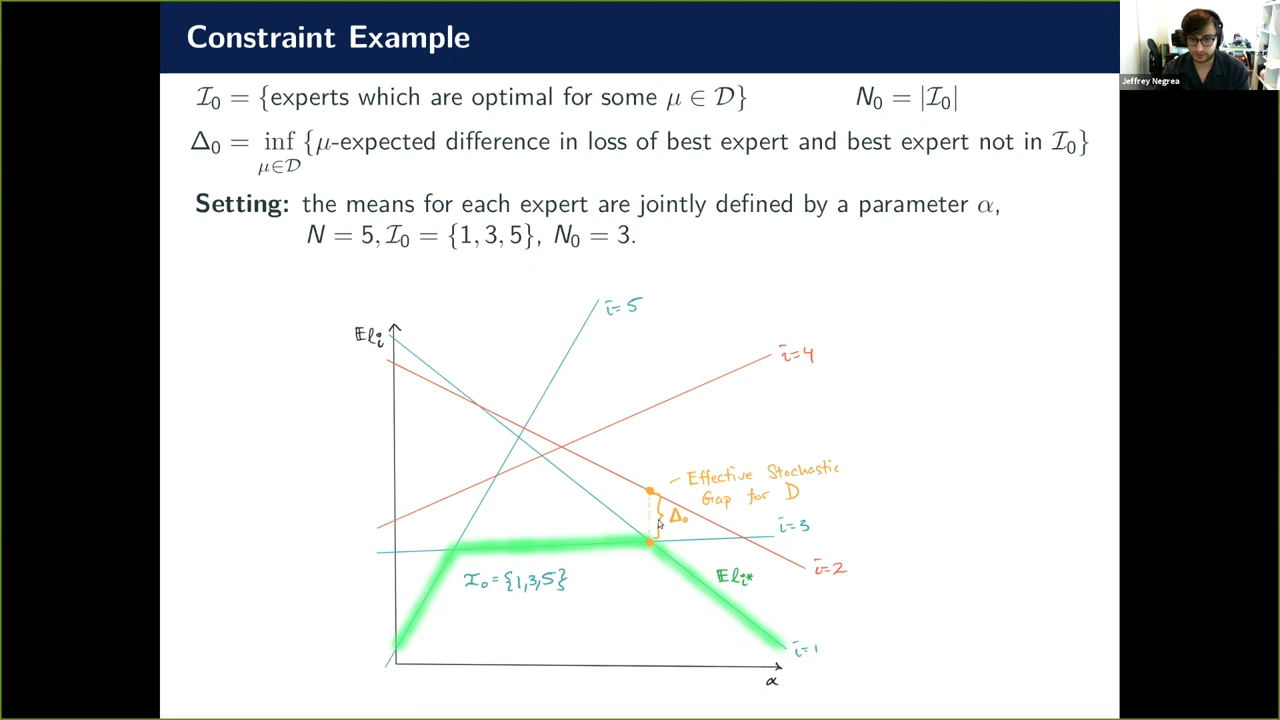 Constraint Example
Jeffrey Negrea
𝓘₀ = {experts which are optimal for some μ ∈ 𝒟}  N₀ = |𝓘₀|
Δ₀ = inf {μ-expected difference in loss of best expert and best expert not in 𝓘₀}
μ∈𝒟
Setting: the means for each expert are jointly defined by a parameter α,
N = 5, 𝓘₀ = {1, 3, 5}, N₀ = 3.
i=5
𝔼ℓᵢ
i=4
– Effective Stochastic
Gap for D
Δ₀
i=3
i=2
𝓘₀ = {1,3,5}
𝔼ℓᵢ*
i=1
α